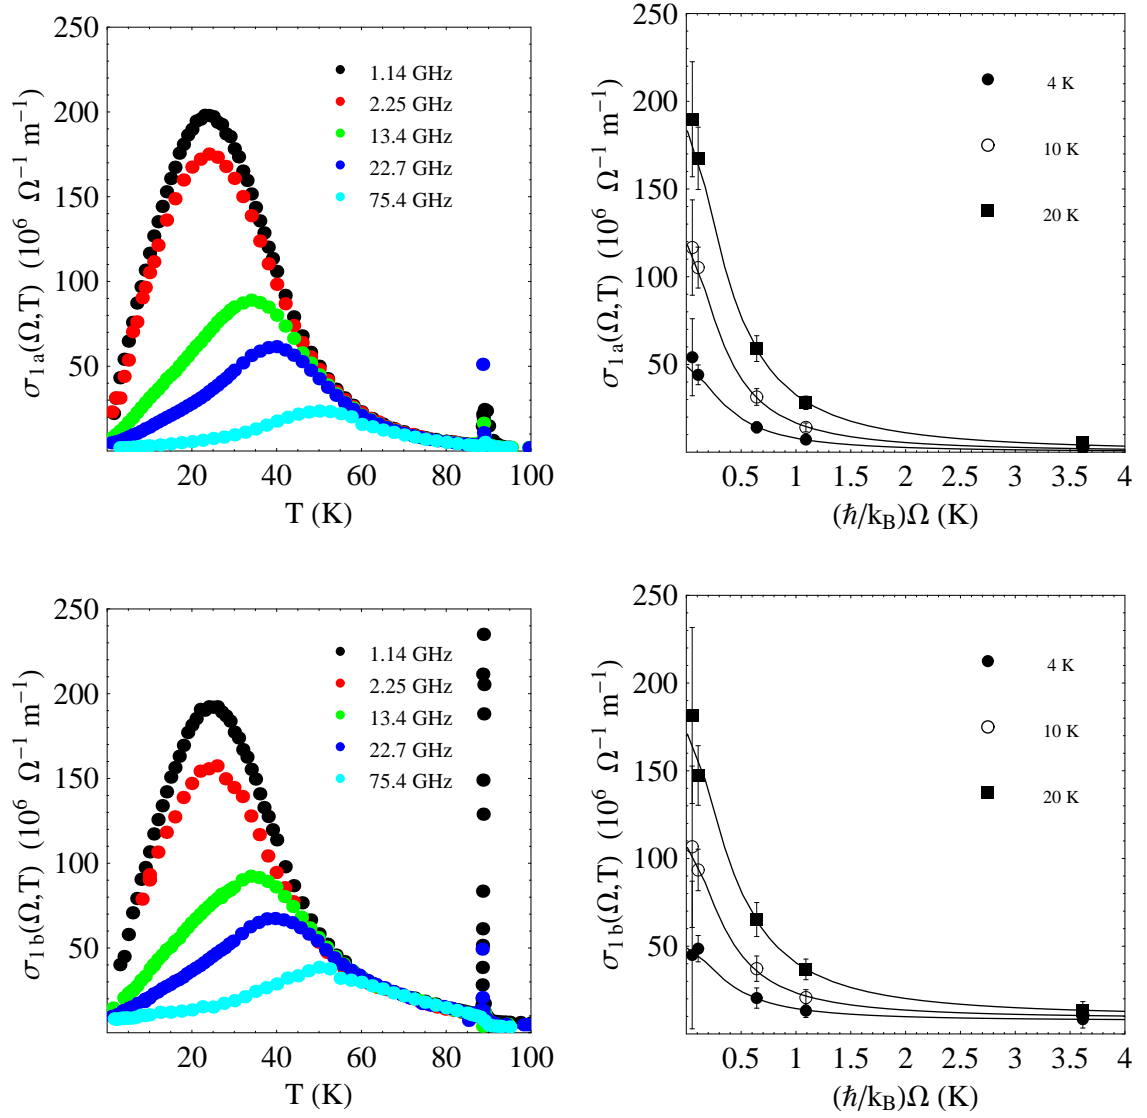 250
200
150
100
50
20 40 60 80 100
T (K)
σ1a(Ω,T) (10⁶ Ω⁻¹ m⁻¹)
1.14 GHz
2.25 GHz
13.4 GHz
22.7 GHz
75.4 GHz
250
200
150
100
50
0.5 1 1.5 2 2.5 3 3.5 4
(ℏ/kB)Ω (K)
σ1a(Ω,T) (10⁶ Ω⁻¹ m⁻¹)
4 K
10 K
20 K
250
200
150
100
50
20 40 60 80 100
T (K)
σ1b(Ω,T) (10⁶ Ω⁻¹ m⁻¹)
1.14 GHz
2.25 GHz
13.4 GHz
22.7 GHz
75.4 GHz
250
200
150
100
50
0.5 1 1.5 2 2.5 3 3.5 4
(ℏ/kB)Ω (K)
σ1b(Ω,T) (10⁶ Ω⁻¹ m⁻¹)
4 K
10 K
20 K